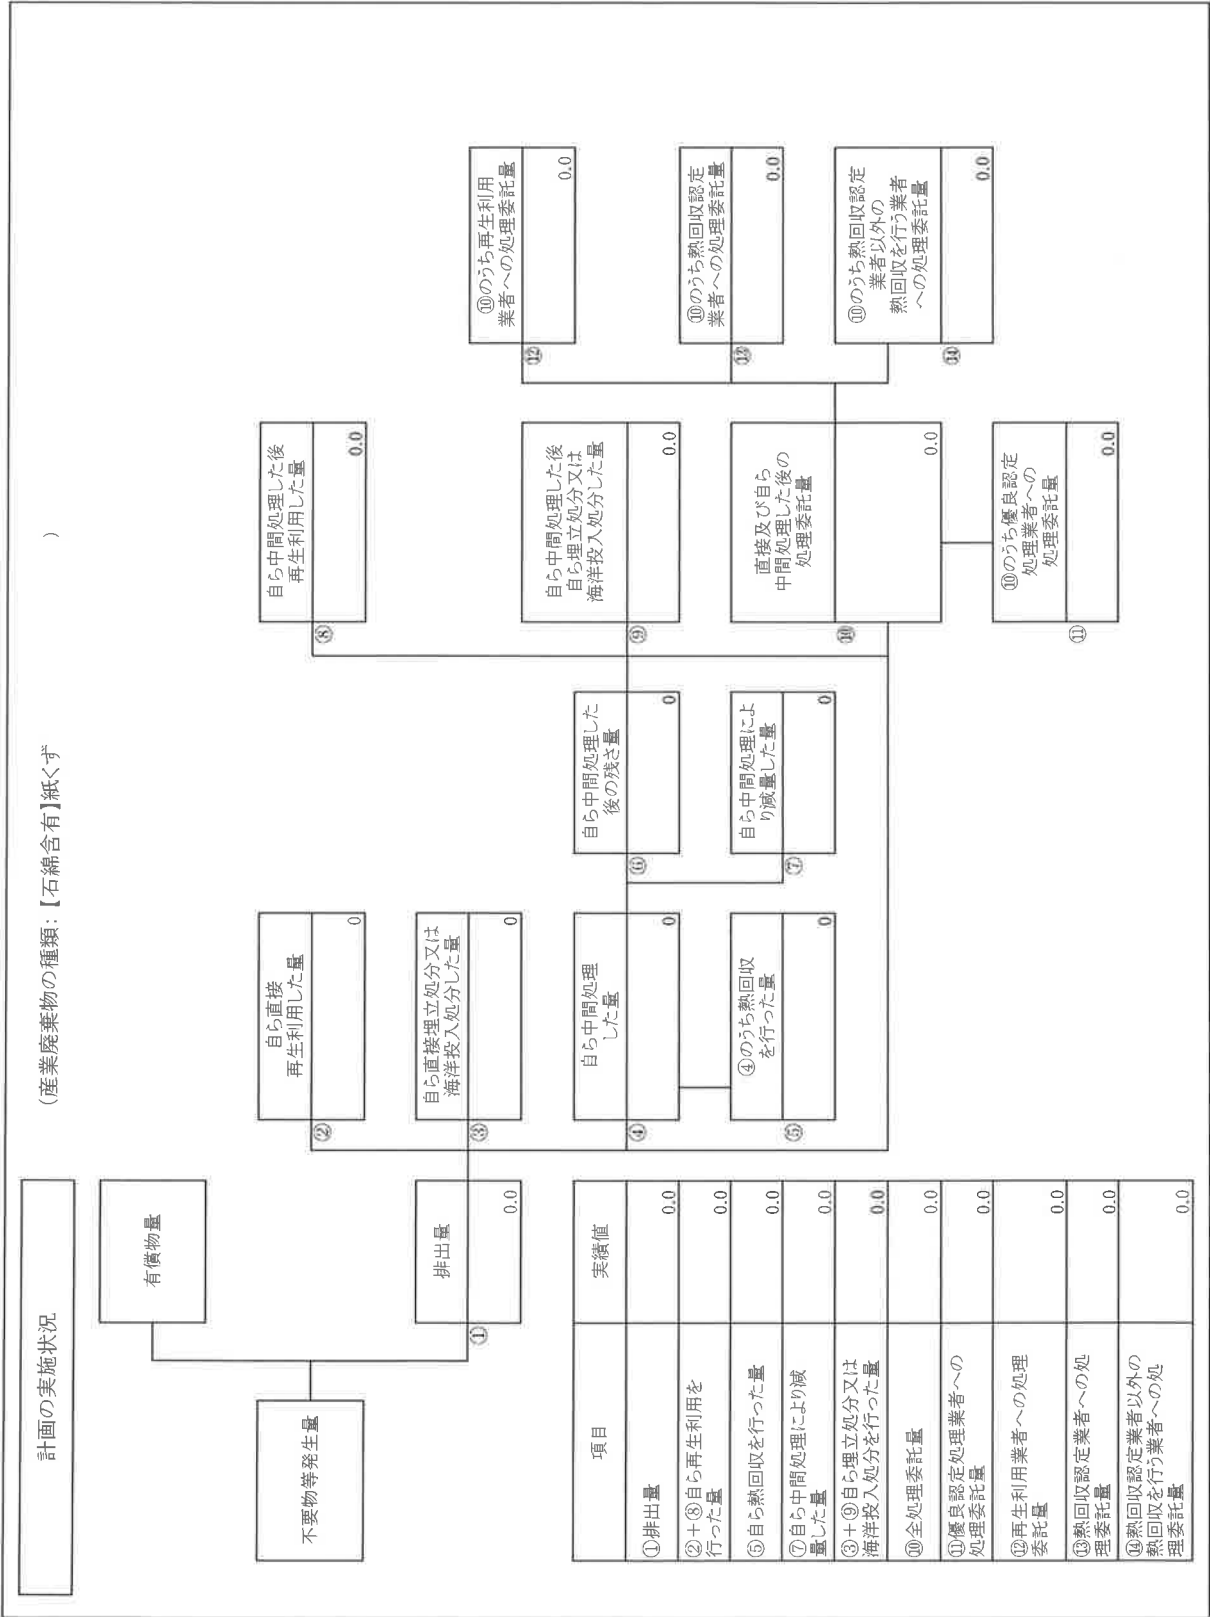 計画の実施状況
(産業廃棄物の種類：【石綿含有】紙くず
)
不要物等発生量
有償物量
①
排出量
0.0
②
自ら直接
再生利用した量
0
③
自ら直接埋立処分又は
海洋投入処分した量
0
④
自ら中間処理
した量
0
⑤
④のうち熱回収
を行った量
0
⑥
自ら中間処理した
後の残さ量
0
⑦
自ら中間処理によ
り減量した量
0
⑧
自ら中間処理した後
再生利用した量
0.0
⑨
自ら中間処理した後
自ら埋立処分又は
海洋投入処分した量
0.0
⑩
直接及び自ら
中間処理した後の
処理委託量
0.0
⑪
⑩のうち優良認定
処理業者への
処理委託量
0.0
⑫
⑩のうち再生利用
業者への処理委託量
0.0
⑬
⑩のうち熱回収認定
業者への処理委託量
0.0
⑭
⑩のうち熱回収認定
業者以外の
熱回収を行う業者
への処理委託量
0.0
項目
実績値
①排出量
0.0
②+⑧自ら再生利用を
行った量
0.0
⑤自ら熱回収を行った量
0.0
⑦自ら中間処理により減
量した量
0.0
③+⑨自ら埋立処分又は
海洋投入処分を行った量
0.0
⑩全処理委託量
0.0
⑪優良認定処理業者への
処理委託量
0.0
⑫再生利用業者への処理
委託量
0.0
⑬熱回収認定業者への処
理委託量
0.0
⑭熱回収認定業者以外の
熱回収を行う業者への処
理委託量
0.0